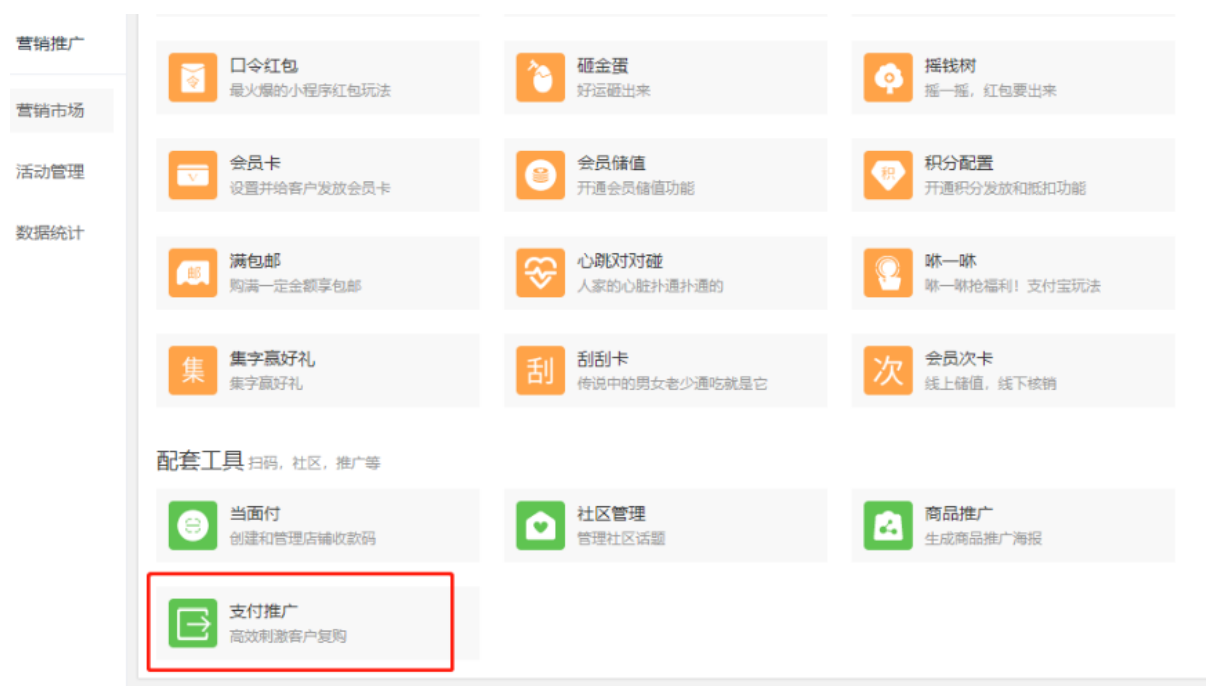 营销推广
营销市场
活动管理
数据统计
口令红包
最火爆的小程序红包玩法
砸金蛋
好运砸出来
摇钱树
摇一摇，红包要出来
会员卡
设置并给客户发放会员卡
会员储值
开通会员储值功能
积
积分配置
开通积分发放和抵扣功能
邮
满包邮
购满一定金额享包邮
心跳对对碰
人家的心脏扑通扑通的
咻一咻
咻一咻抢福利！支付宝玩法
集
集字赢好礼
集字赢好礼
刮
刮刮卡
传说中的男女老少通吃就是它
次
会员次卡
线上储值，线下核销
配套工具 扫码，社区，推广等
当面付
创建和管理店铺收款码
社区管理
管理社区话题
商品推广
生成商品推广海报
支付推广
高效刺激客户复购